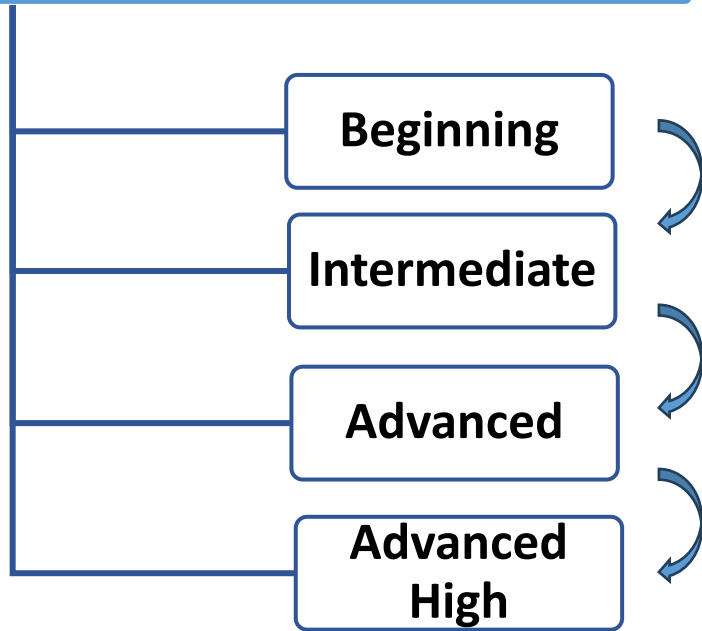 Beginning
Intermediate
Advanced
Advanced
High